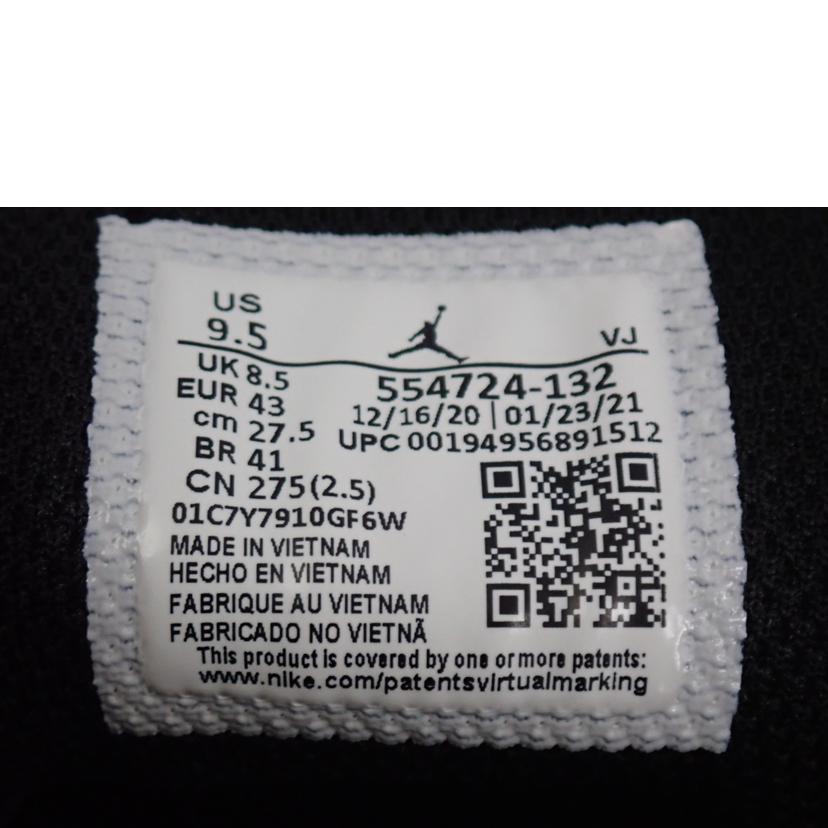 US
9.5
VJ
UK 8.5
EUR 43
cm 27.5
BR 41
CN 275(2.5)
554724-132
12/16/20 | 01/23/21
UPC 00194956891512
01C7Y7910GF6W
MADE IN VIETNAM
HECHO EN VIETNAM
FABRIQUE AU VIETNAM
FABRICADO NO VIETNÃ
This product is covered by one or more patents:
www.nike.com/patentsvirtualmarking